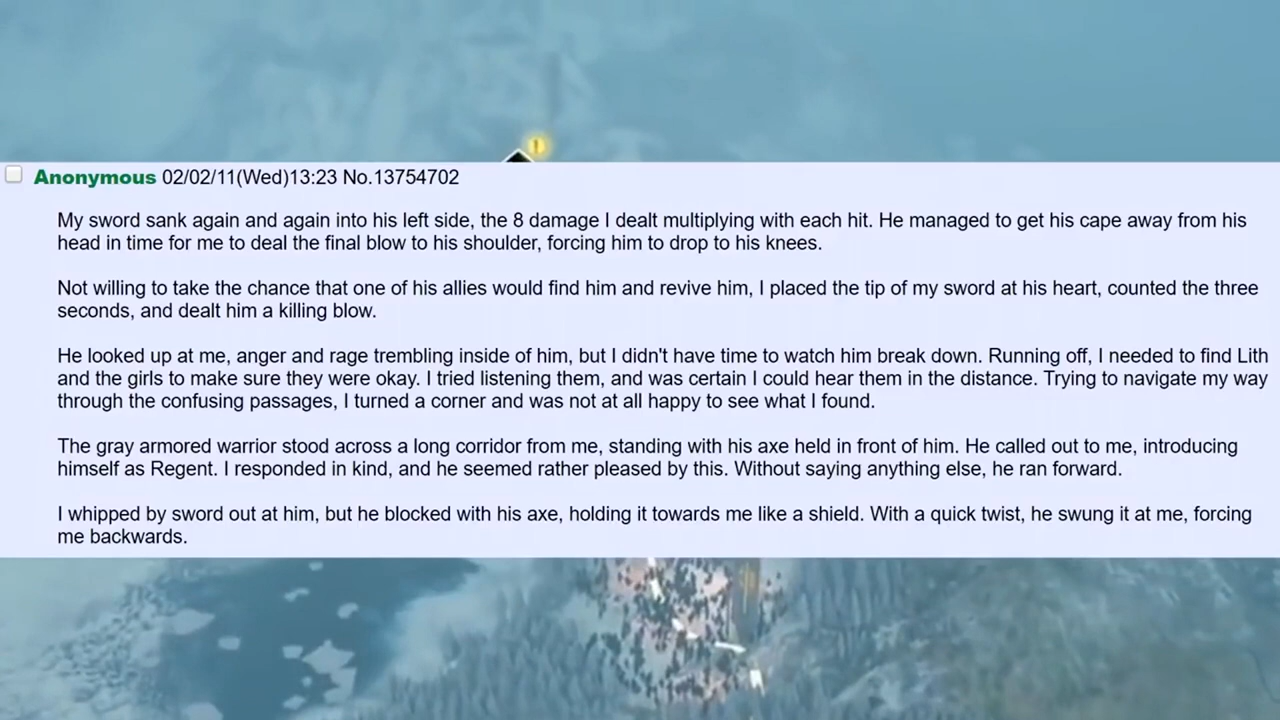 !
Anonymous 02/02/11(Wed)13:23 No.13754702
My sword sank again and again into his left side, the 8 damage I dealt multiplying with each hit. He managed to get his cape away from his
head in time for me to deal the final blow to his shoulder, forcing him to drop to his knees.
Not willing to take the chance that one of his allies would find him and revive him, I placed the tip of my sword at his heart, counted the three
seconds, and dealt him a killing blow.
He looked up at me, anger and rage trembling inside of him, but I didn't have time to watch him break down. Running off, I needed to find Lith
and the girls to make sure they were okay. I tried listening them, and was certain I could hear them in the distance. Trying to navigate my way
through the confusing passages, I turned a corner and was not at all happy to see what I found.
The gray armored warrior stood across a long corridor from me, standing with his axe held in front of him. He called out to me, introducing
himself as Regent. I responded in kind, and he seemed rather pleased by this. Without saying anything else, he ran forward.
I whipped by sword out at him, but he blocked with his axe, holding it towards me like a shield. With a quick twist, he swung it at me, forcing
me backwards.